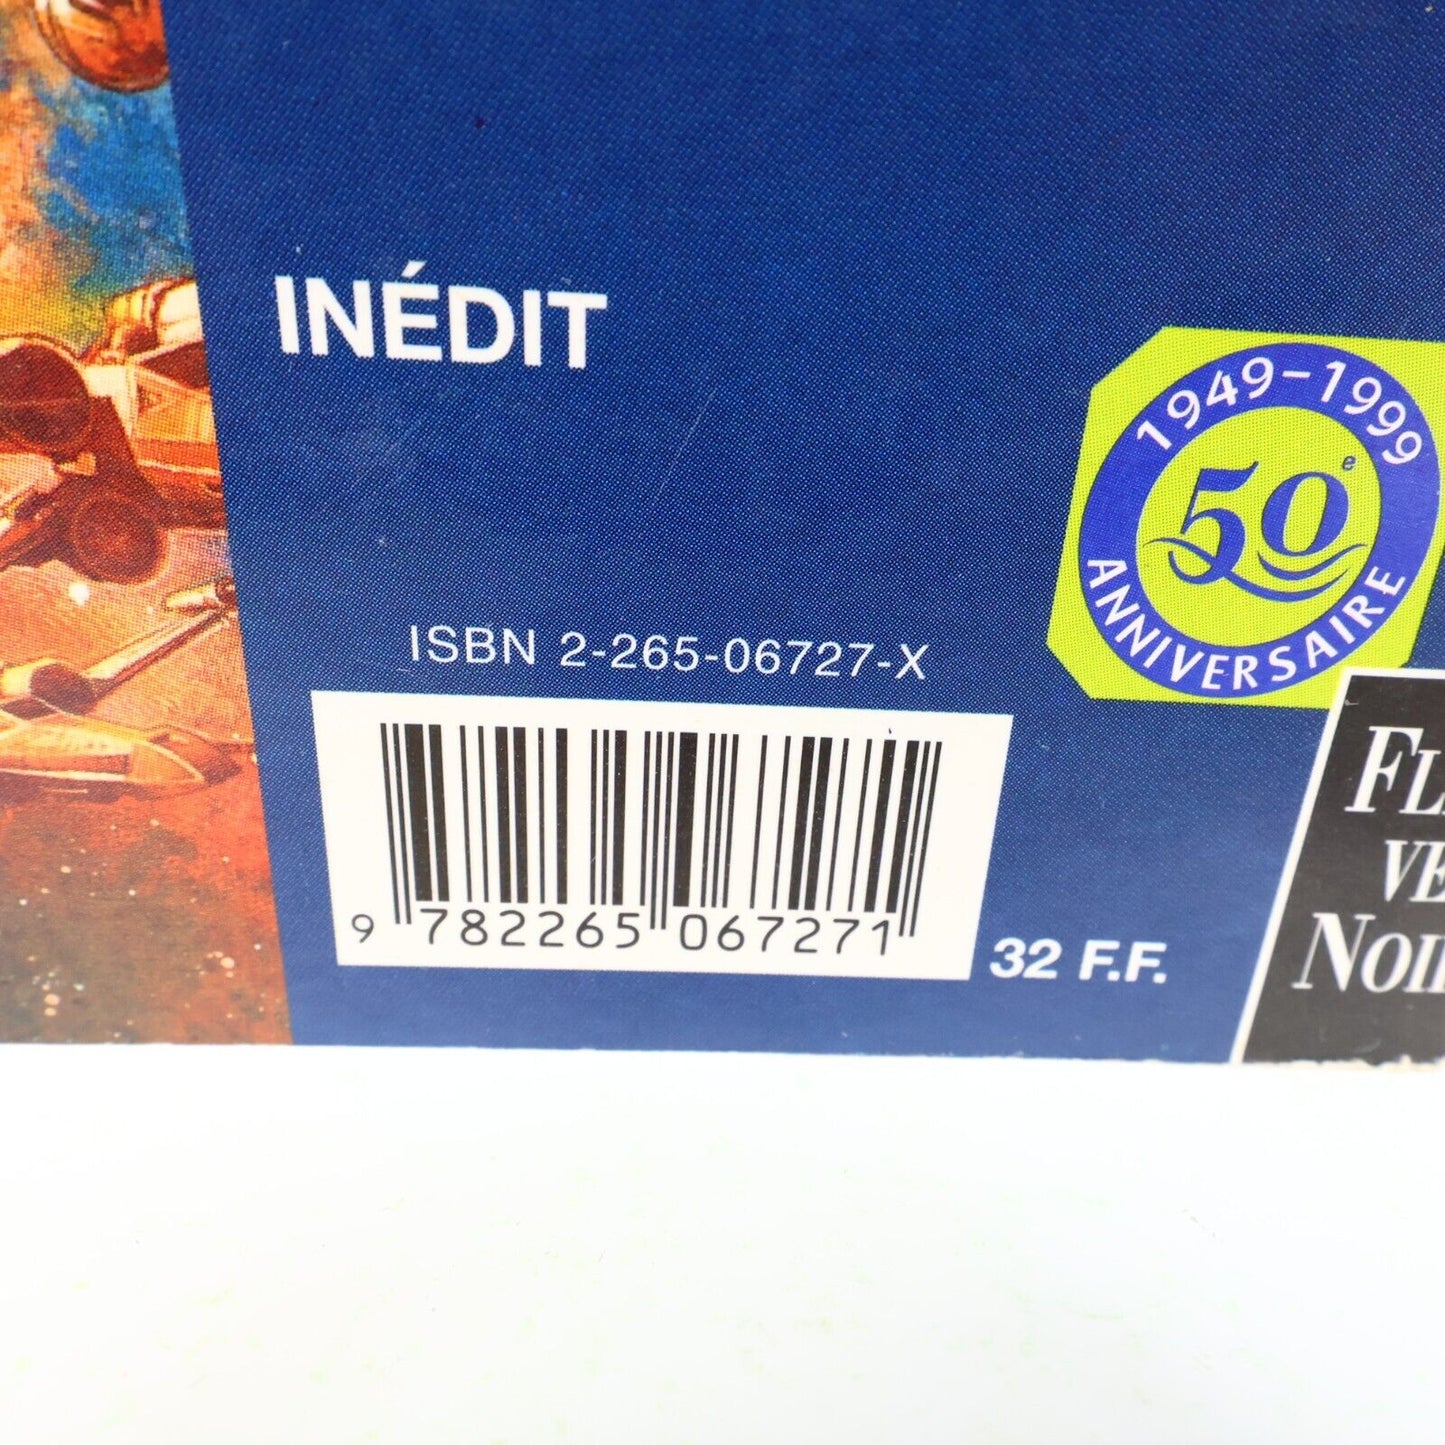 INÉDIT
1949-1999
50e
ANNIVERSAIRE
ISBN 2-265-06727-X
9 782265 067271
32 F.F.